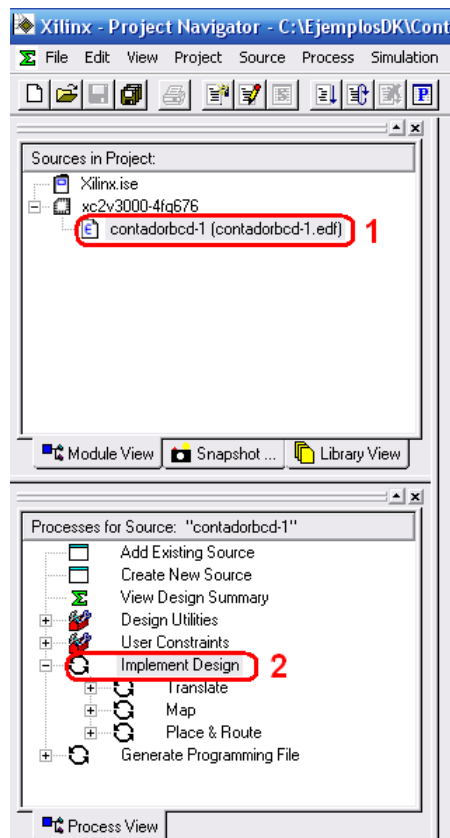 Xilinx - Project Navigator - C:\EjemplosDK\Cont
File Edit View Project Source Process Simulation
Sources in Project:
Xilinx.ise
xc2v3000-4fg676
contadorbcd-1 (contadorbcd-1.edf) 1
Module View Snapshot ... Library View
Processes for Source: "contadorbcd-1"
Add Existing Source
Create New Source
View Design Summary
Design Utilities
User Constraints
Implement Design 2
Translate
Map
Place & Route
Generate Programming File
Process View